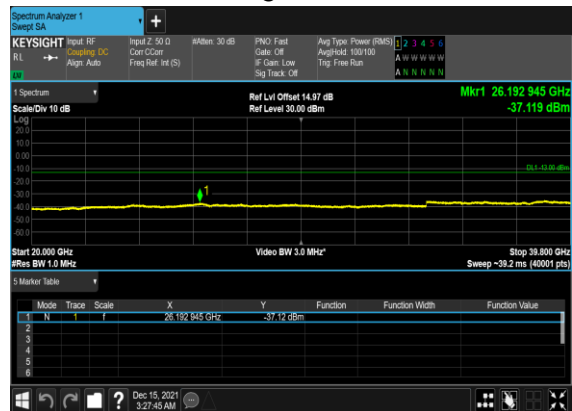 Spectrum Analyzer 1
Swept SA
+
KEYSIGHT Input: RF Input Z: 50 Ω #Atten: 30 dB PNO: Fast Avg Type: Power (RMS) 1 2 3 4 5 6
RL Coupling: DC Corr CCorr Gate: Off Avg|Hold: 100/100 A W W W W W
Align: Auto Freq Ref: Int (S) IF Gain: Low Trig: Free Run
Sig Track: Off A N N N N N
1 Spectrum Ref Lvl Offset 14.97 dB Mkr1 26.192 945 GHz
Scale/Div 10 dB Ref Level 30.00 dBm -37.119 dBm
Log
20.0
10.0
0.00
-10.0
DL1 -13.00 dBm
-20.0
-30.0
1
-40.0
-50.0
-60.0
Start 20.000 GHz Video BW 3.0 MHz* Stop 39.800 GHz
#Res BW 1.0 MHz Sweep ~39.2 ms (40001 pts)
5 Marker Table
Mode Trace Scale X Y Function Function Width Function Value
1 N 1 f 26.192 945 GHz -37.12 dBm
2
3
4
5
6
? Dec 15, 2021
3:27:45 AM